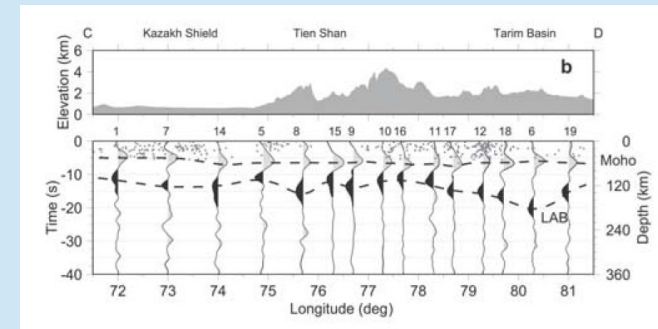 C Kazakh Shield Tien Shan Tarim Basin D
Elevation (km)
6
4
2
0
b
1 7 14 5 8 15 9 10 16 11 17 12 18 6 19
Time (s)
0
-10
-20
-30
-40
0
Moho
120
240
360
Depth (km)
LAB
72 73 74 75 76 77 78 79 80 81
Longitude (deg)